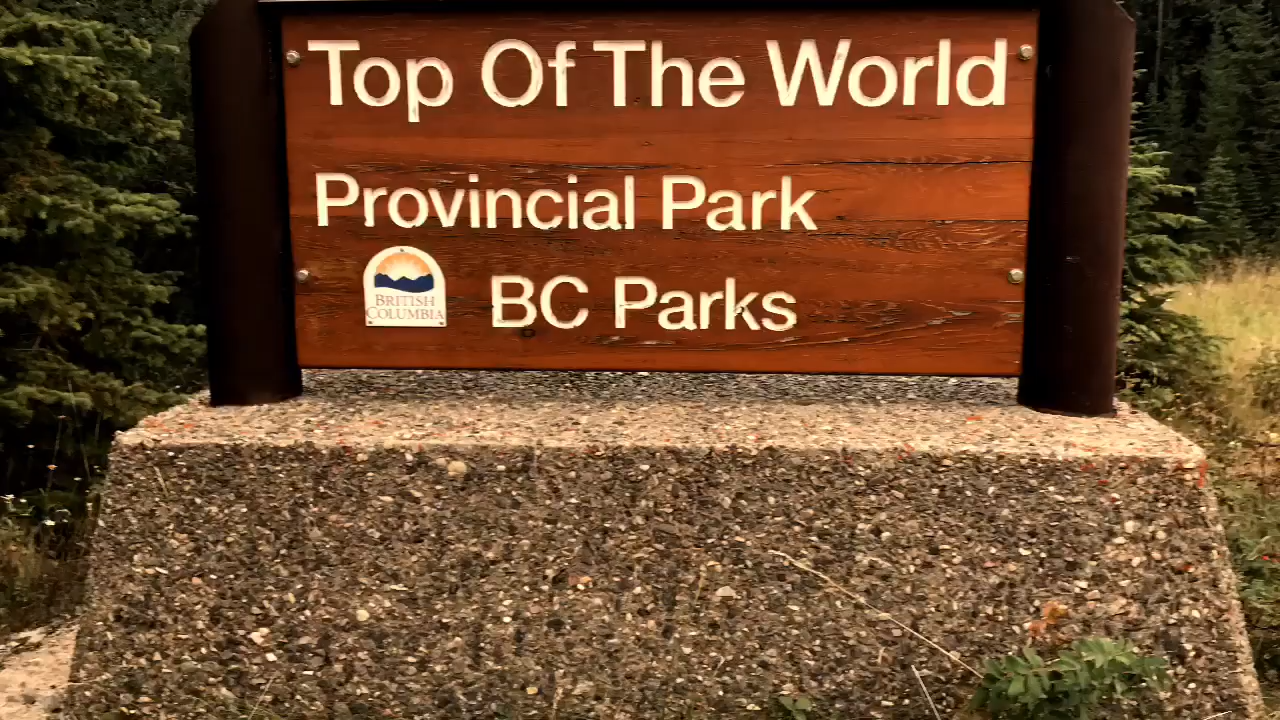 Top Of The World
Provincial Park
BC Parks
BRITISH
COLUMBIA